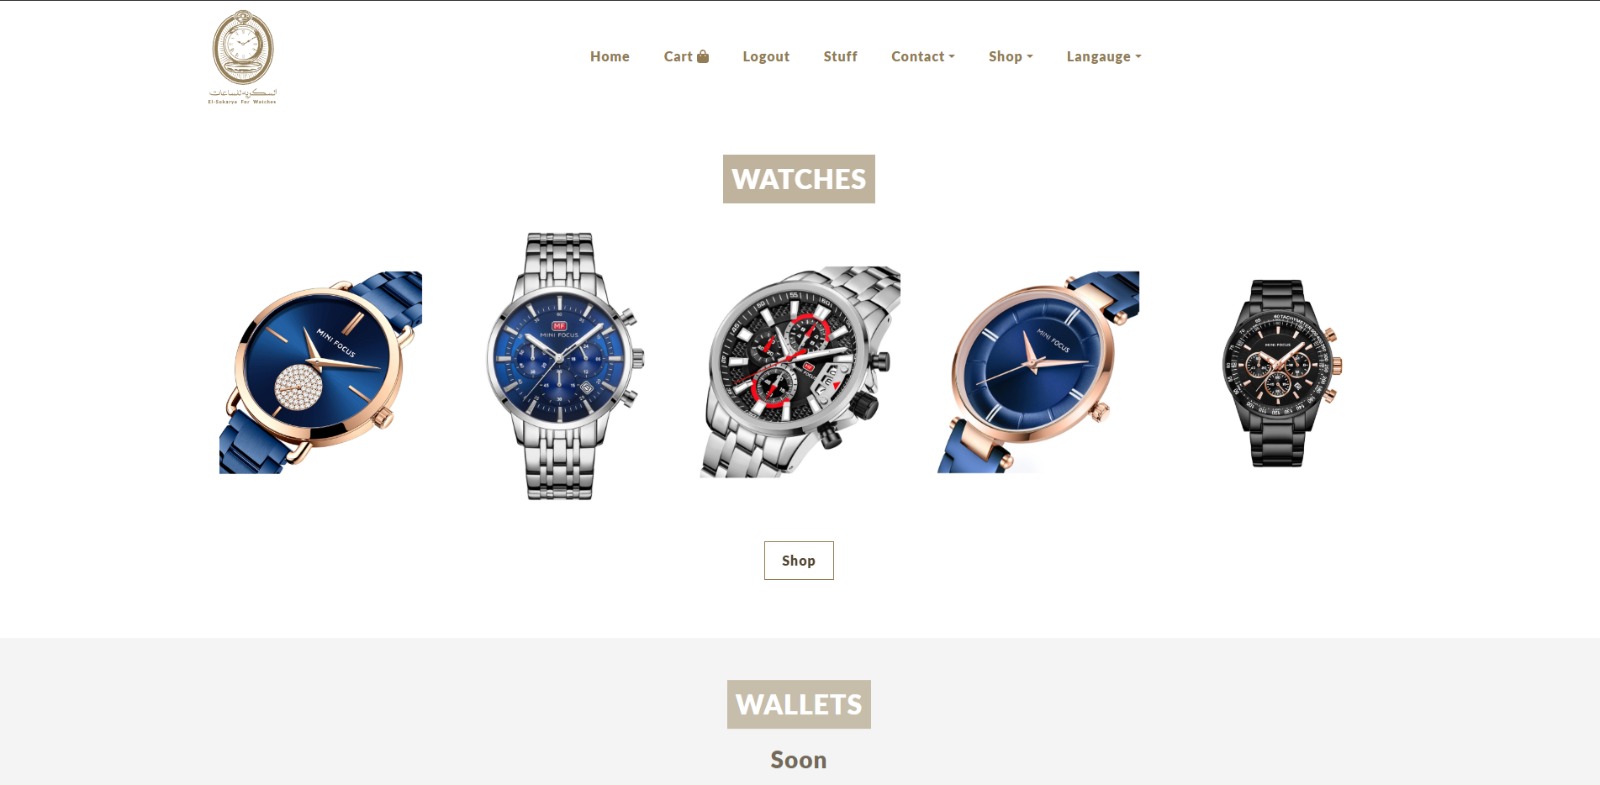 السكرية للساعات
El-Sokarya For Watches
Home Cart Logout Stuff Contact Shop Langauge
WATCHES
MINI FOCUS
MF
MINI FOCUS
MINI FOCUS
MINI FOCUS
Shop
WALLETS
Soon